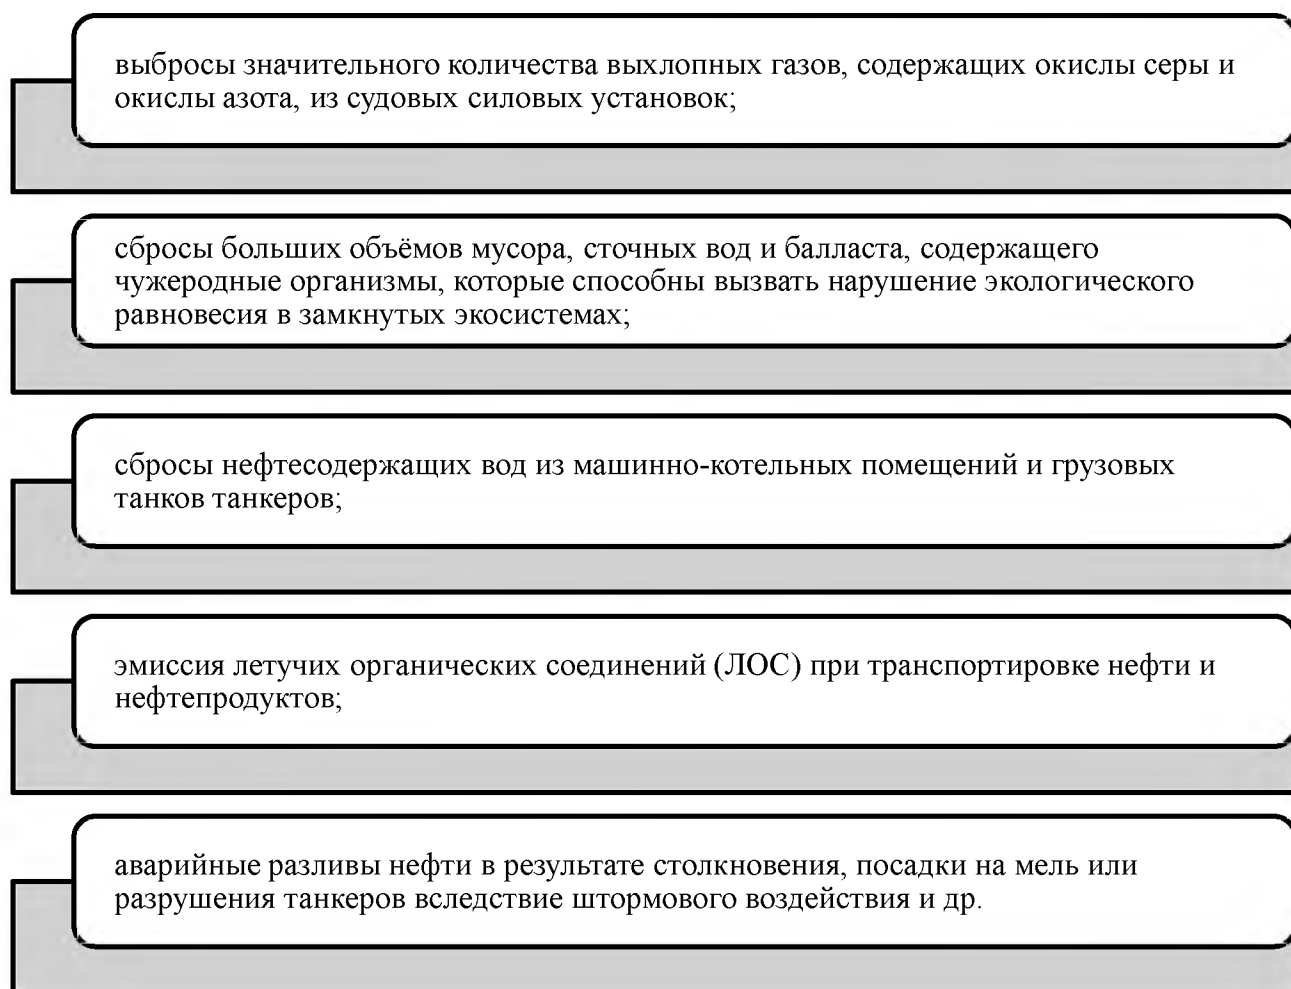 выбросы значительного количества выхлопных газов, содержащих окислы серы и
окислы азота, из судовых силовых установок;
сбросы больших объёмов мусора, сточных вод и балласта, содержащего
чужеродные организмы, которые способны вызвать нарушение экологического
равновесия в замкнутых экосистемах;
сбросы нефтесодержащих вод из машинно-котельных помещений и грузовых
танков танкеров;
эмиссия летучих органических соединений (ЛОС) при транспортировке нефти и
нефтепродуктов;
аварийные разливы нефти в результате столкновения, посадки на мель или
разрушения танкеров вследствие штормового воздействия и др.